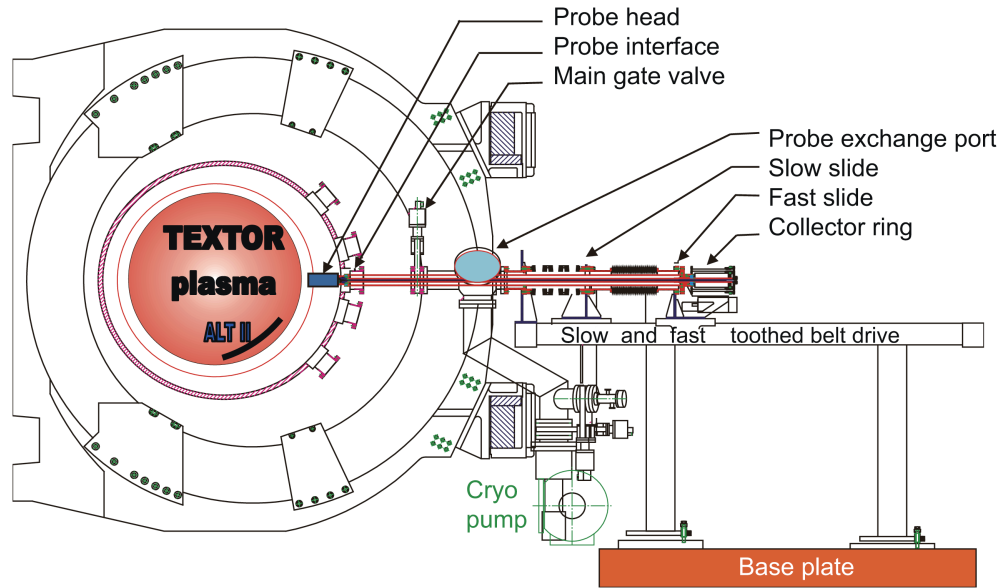 Probe head
Probe interface
Main gate valve
Probe exchange port
Slow slide
Fast slide
Collector ring
TEXTOR
plasma
ALT II
Slow and fast toothed belt drive
Cryo
pump
Base plate